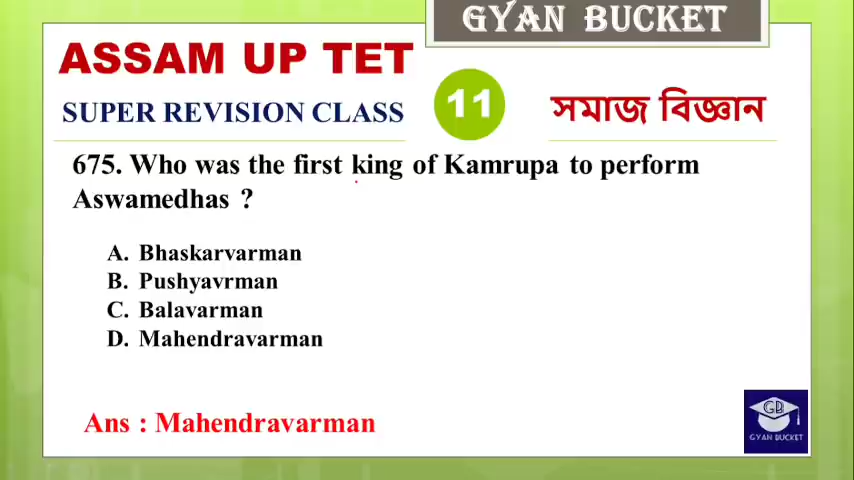 GYAN BUCKET
ASSAM UP TET
SUPER REVISION CLASS
11
সমাজ বিজ্ঞান
675. Who was the first king of Kamrupa to perform
Aswamedhas ?
A. Bhaskarvarman
B. Pushyavrman
C. Balavarman
D. Mahendravarman
Ans : Mahendravarman
GB
GYAN BUCKET